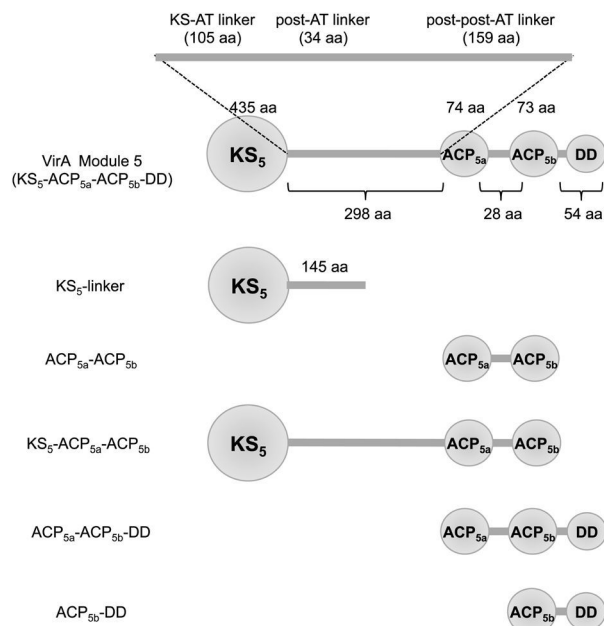 KS-AT linker post-AT linker post-post-AT linker
(105 aa) (34 aa) (159 aa)
435 aa 74 aa 73 aa
VirA Module 5
(KS5-ACP5a-ACP5b-DD)
KS5 ACP5a ACP5b DD
298 aa 28 aa 54 aa
145 aa
KS5-linker KS5
ACP5a-ACP5b ACP5a ACP5b
KS5-ACP5a-ACP5b KS5 ACP5a ACP5b
ACP5a-ACP5b-DD ACP5a ACP5b DD
ACP5b-DD ACP5b DD